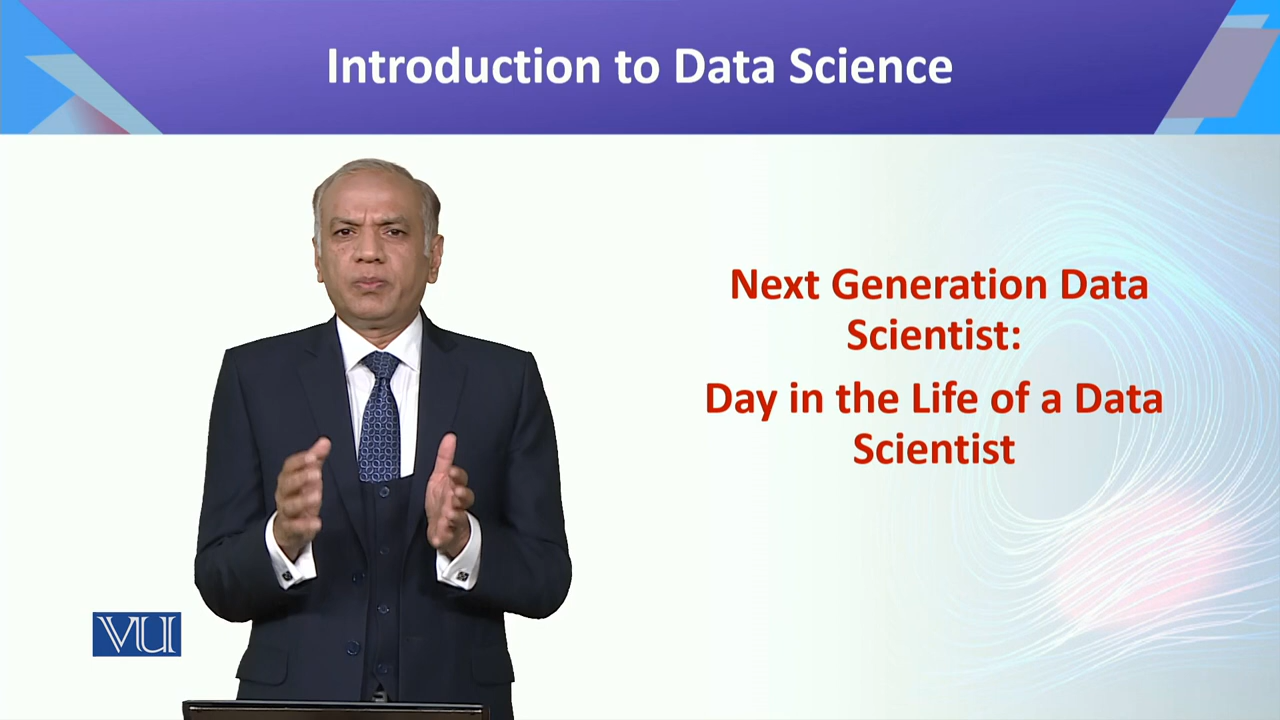 Introduction to Data Science
Next Generation Data
Scientist:
Day in the Life of a Data
Scientist
VU